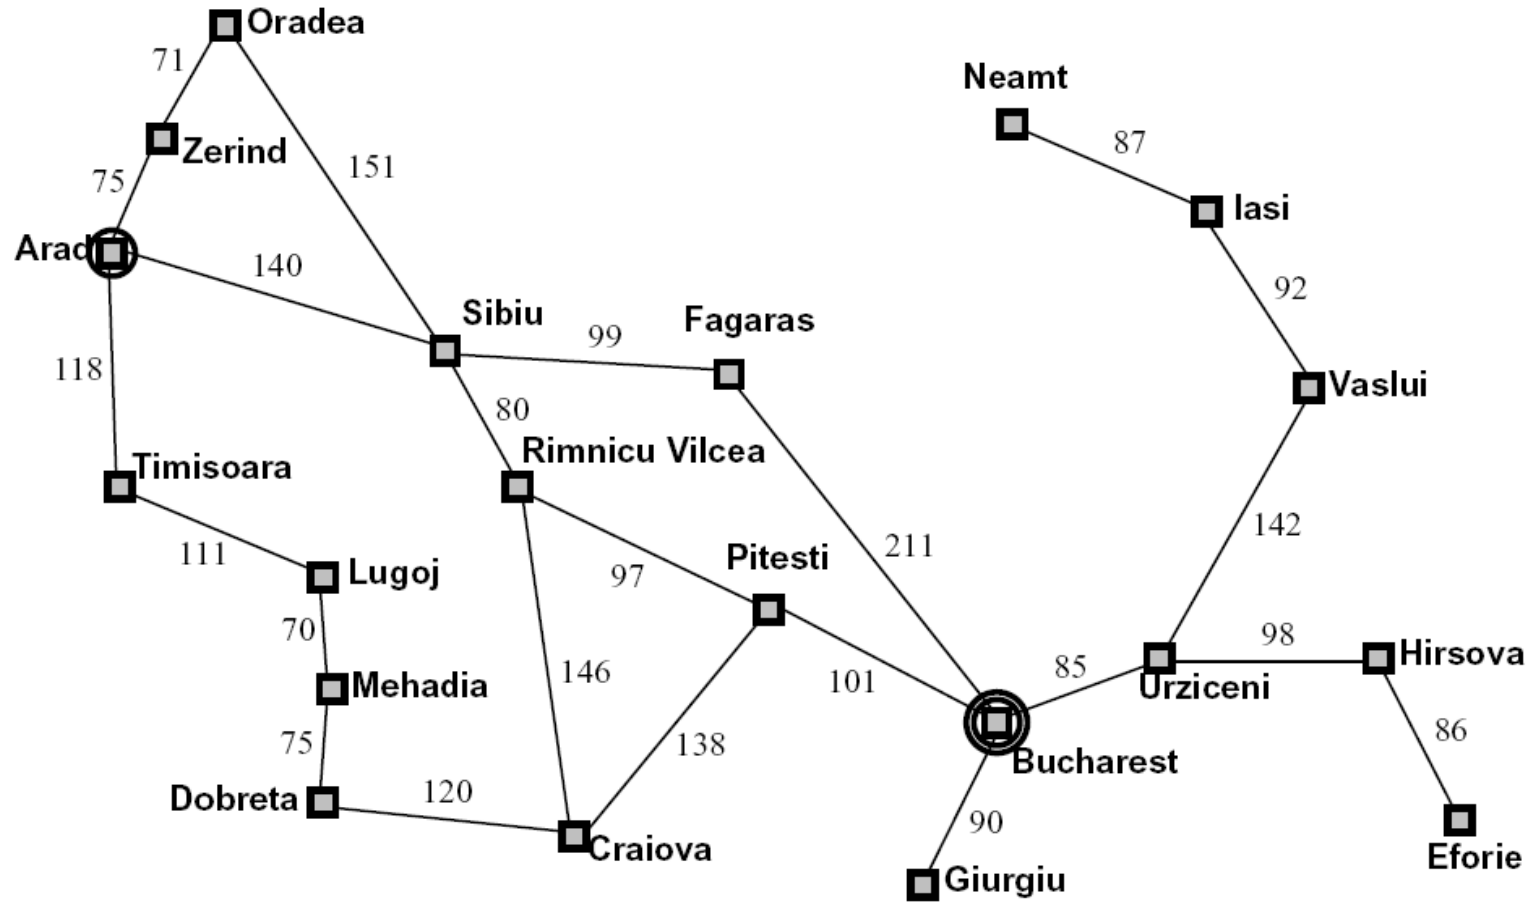 Oradea
71
Neamt
87
Zerind
151
75
Iasi
Arad
140
92
Sibiu
Fagaras
99
118
Vaslui
80
Rimnicu Vilcea
Timisoara
142
111
211
Pitesti
Lugoj
97
70
98
Hirsova
146
85
Mehadia
101
Urziceni
75
138
86
Bucharest
Dobreta
120
90
Craiova
Eforie
Giurgiu